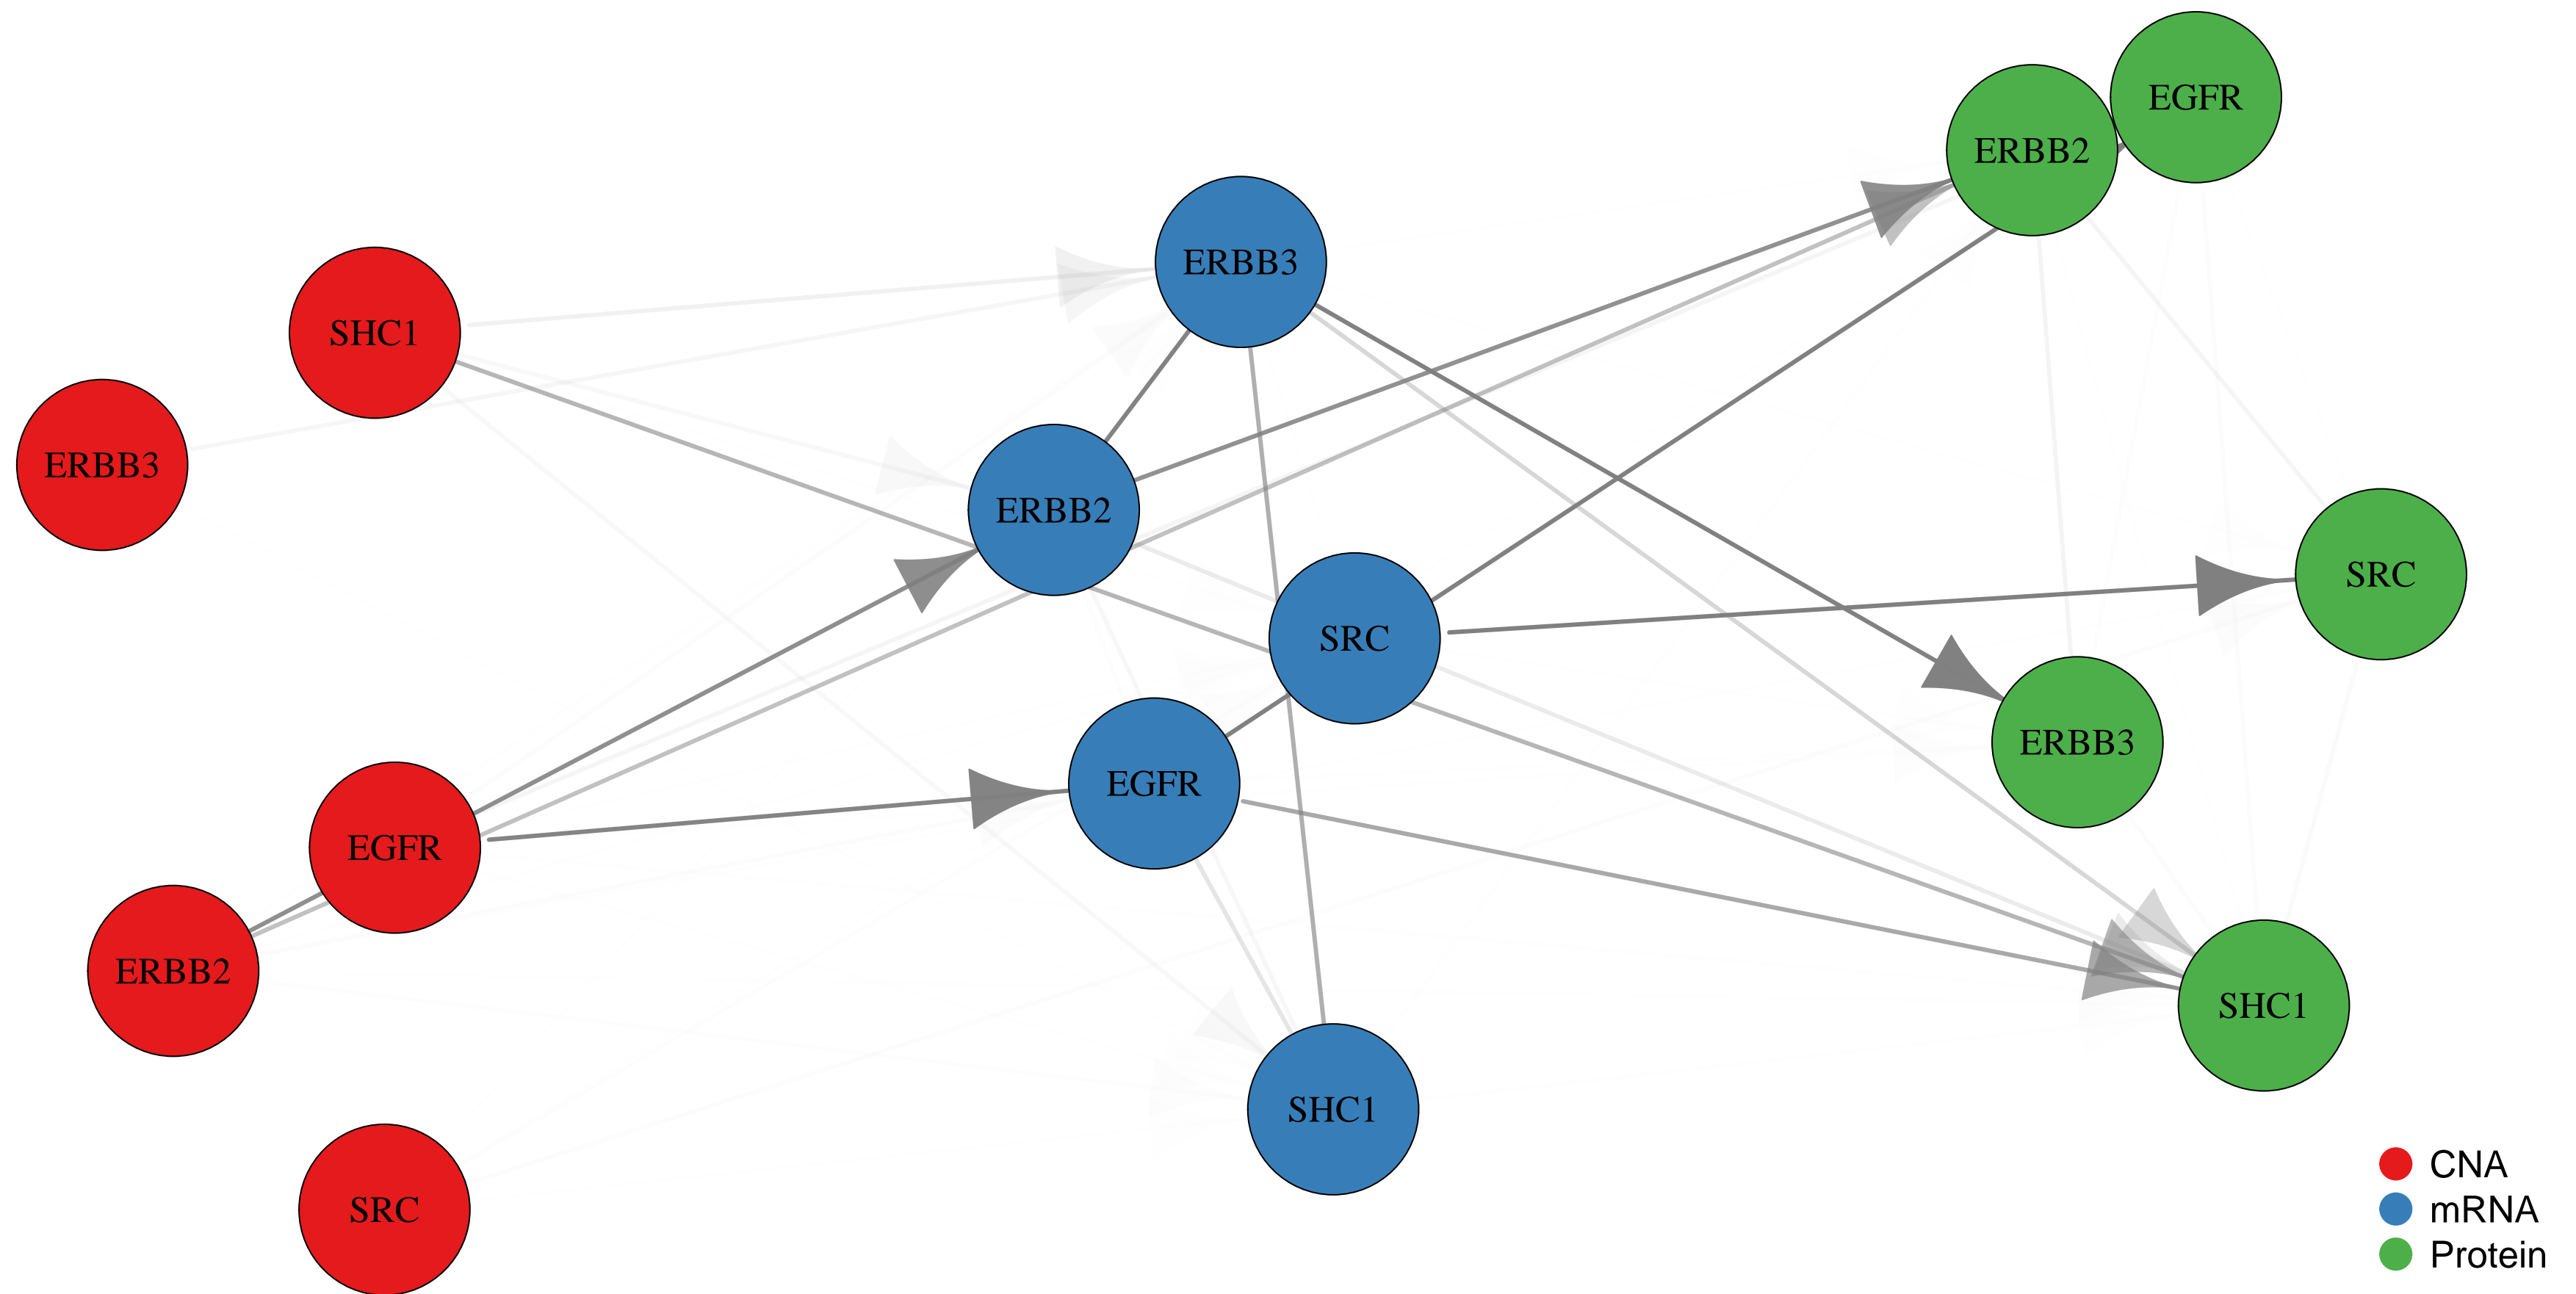 EGFR
ERBB2
ERBB3
SHC1
ERBB3
ERBB2
SRC
SRC
ERBB3
EGFR
EGFR
ERBB2
SHC1
SHC1
SRC
CNA
mRNA
Protein